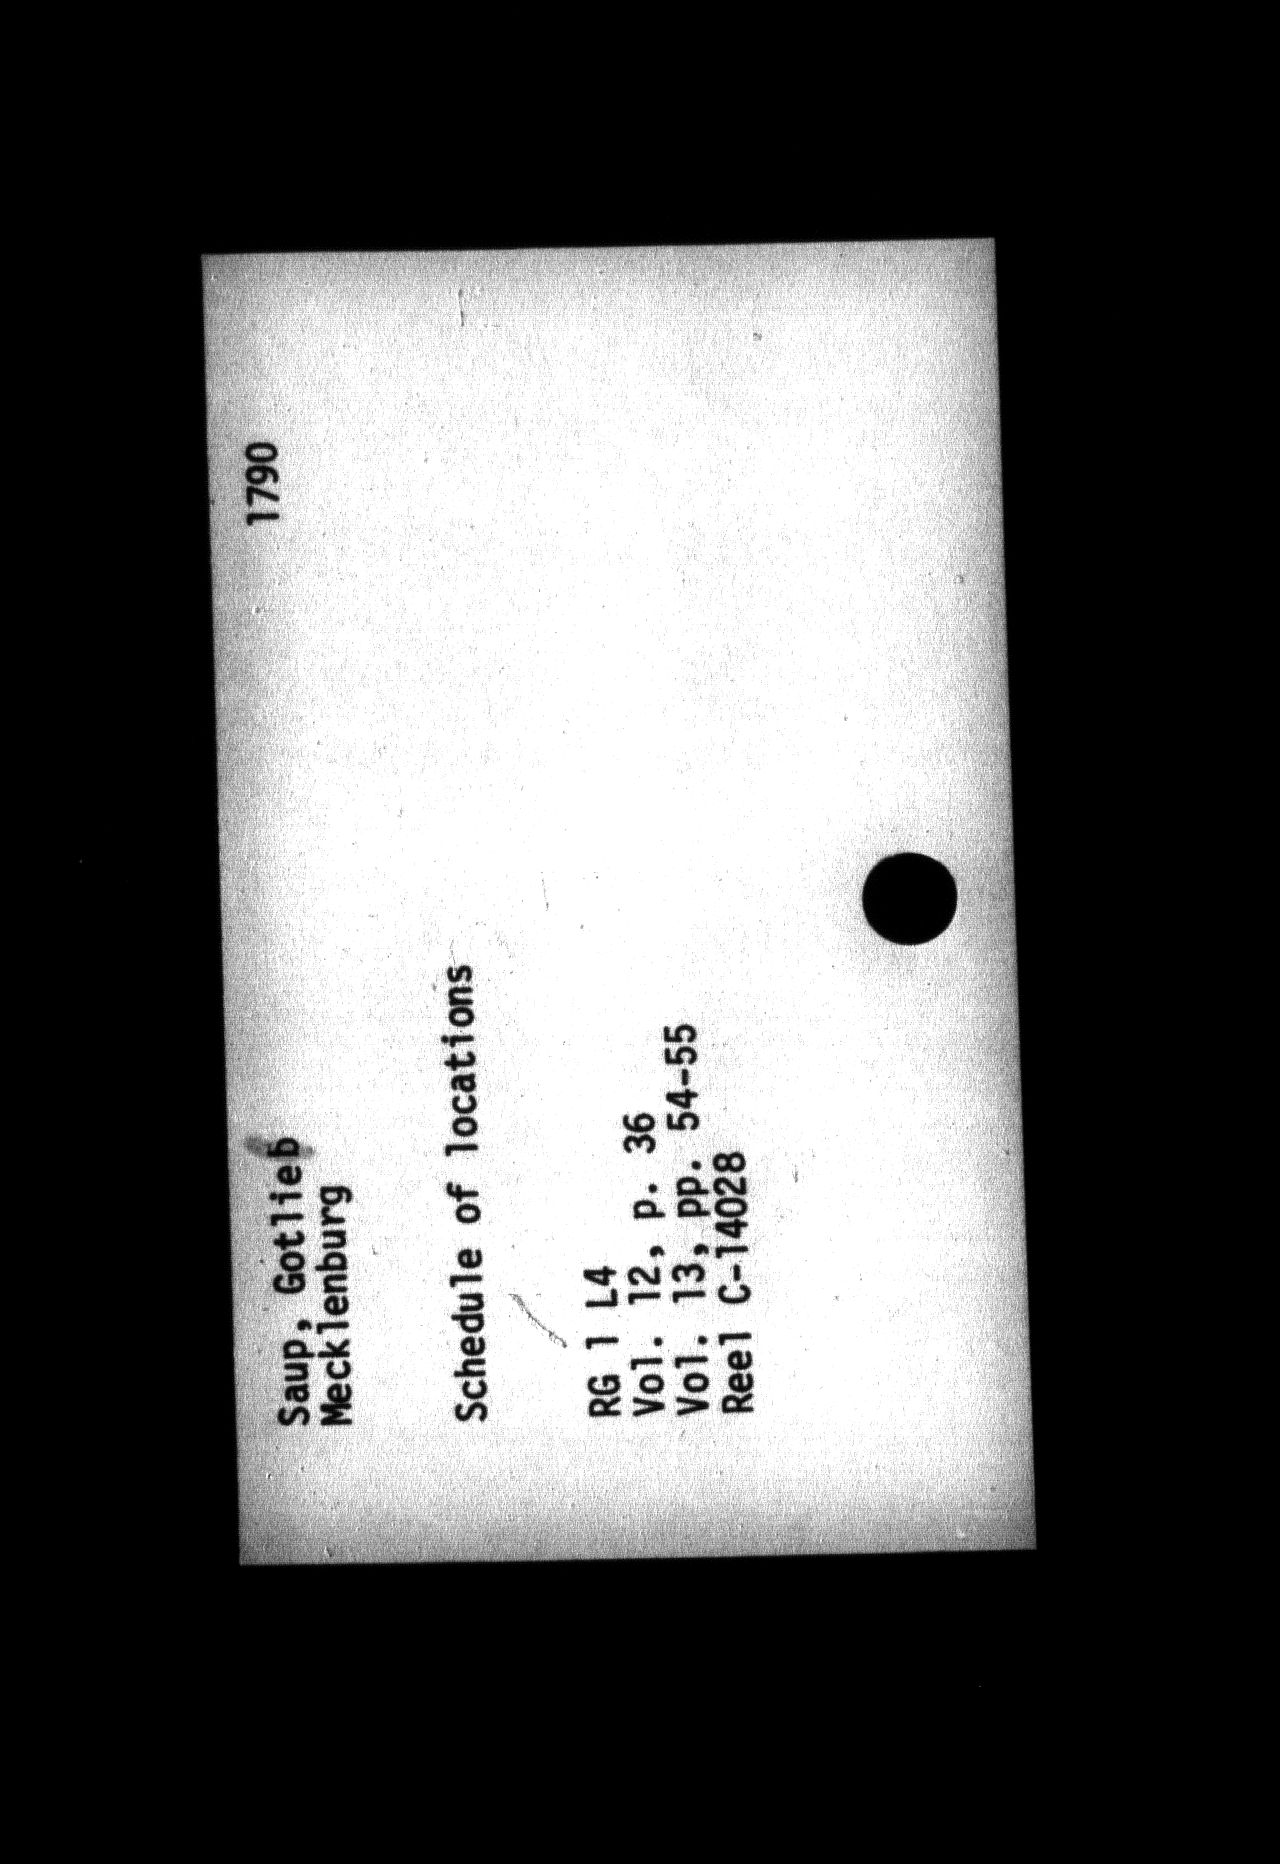 Saup, Gotlieb 1790
Mecklenburg
Schedule of locations
RG 1 L4
Vol. 12, p. 36
Vol. 13, pp. 54-55
Reel C-14028